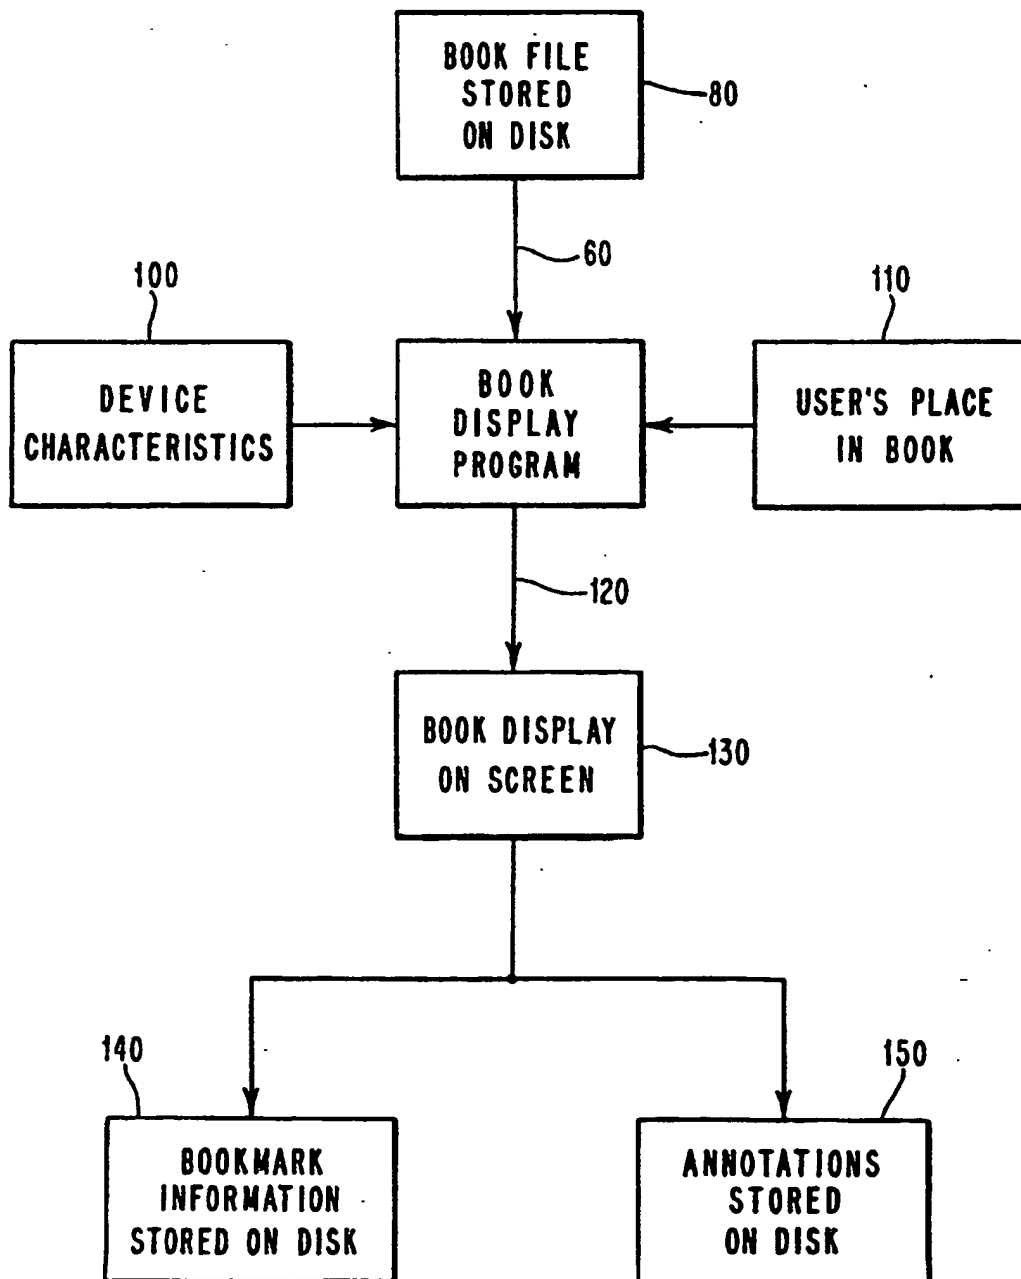 BOOK FILE
STORED
ON DISK
80
60
100
110
DEVICE
CHARACTERISTICS
BOOK
DISPLAY
PROGRAM
USER'S PLACE
IN BOOK
120
BOOK DISPLAY
ON SCREEN
130
140
150
BOOKMARK
INFORMATION
STORED ON DISK
ANNOTATIONS
STORED
ON DISK